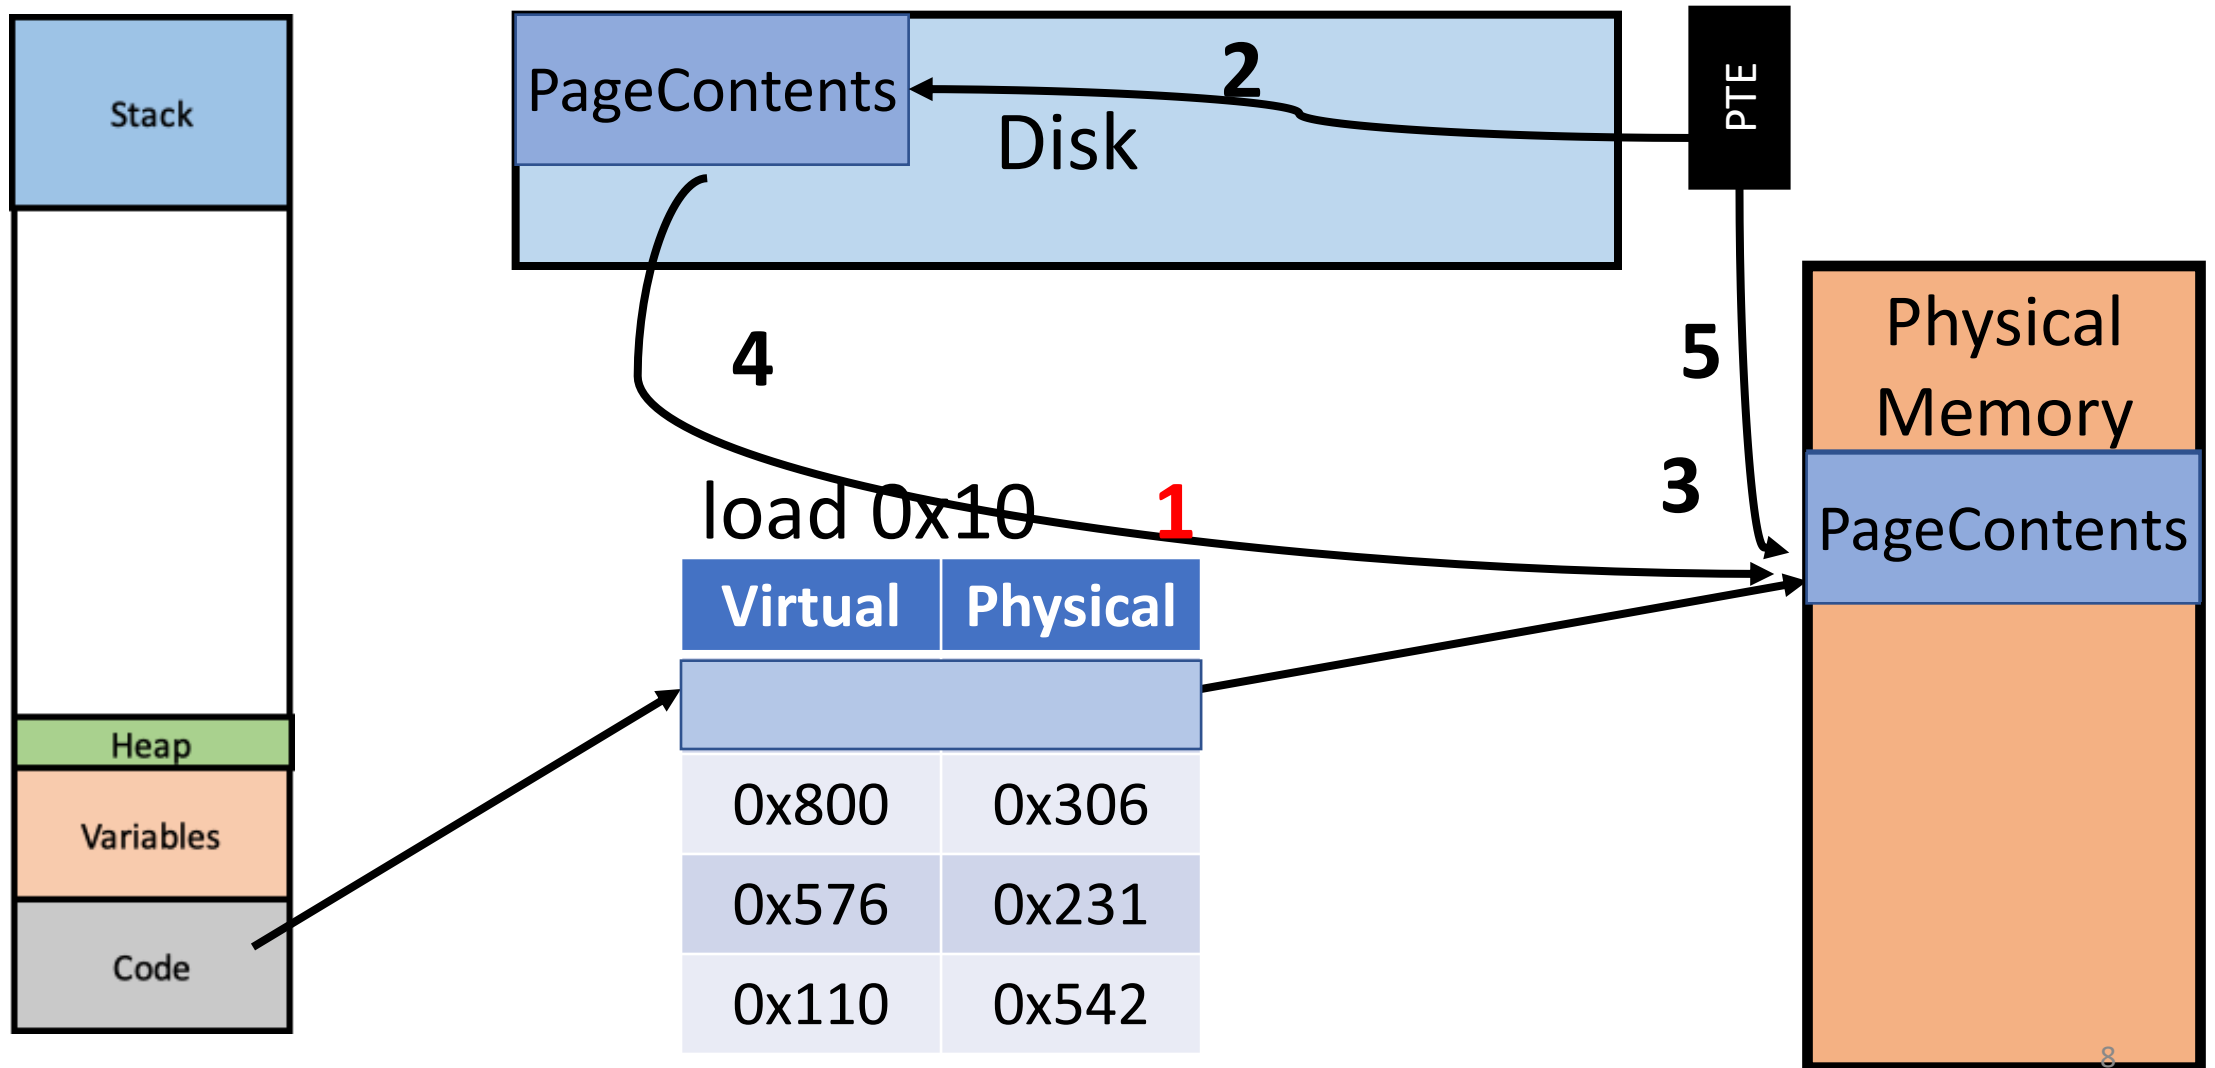 Stack
Heap
Variables
Code
PageContents
Disk
2
PTE
4
5
3
load 0x10 1
Virtual Physical
0x800 0x306
0x576 0x231
0x110 0x542
Physical
Memory
PageContents
8